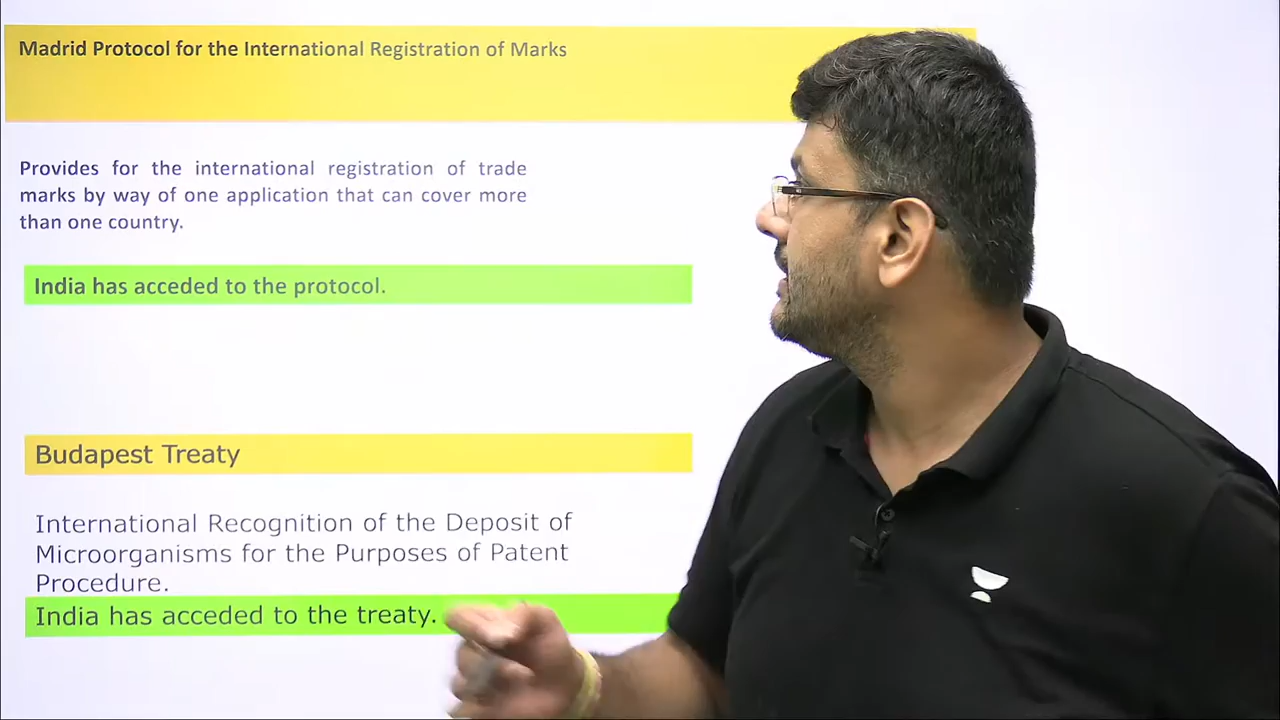 Madrid Protocol for the International Registration of Marks
Provides for the international registration of trade
marks by way of one application that can cover more
than one country.
India has acceded to the protocol.
Budapest Treaty
International Recognition of the Deposit of
Microorganisms for the Purposes of Patent
Procedure.
India has acceded to the treaty.